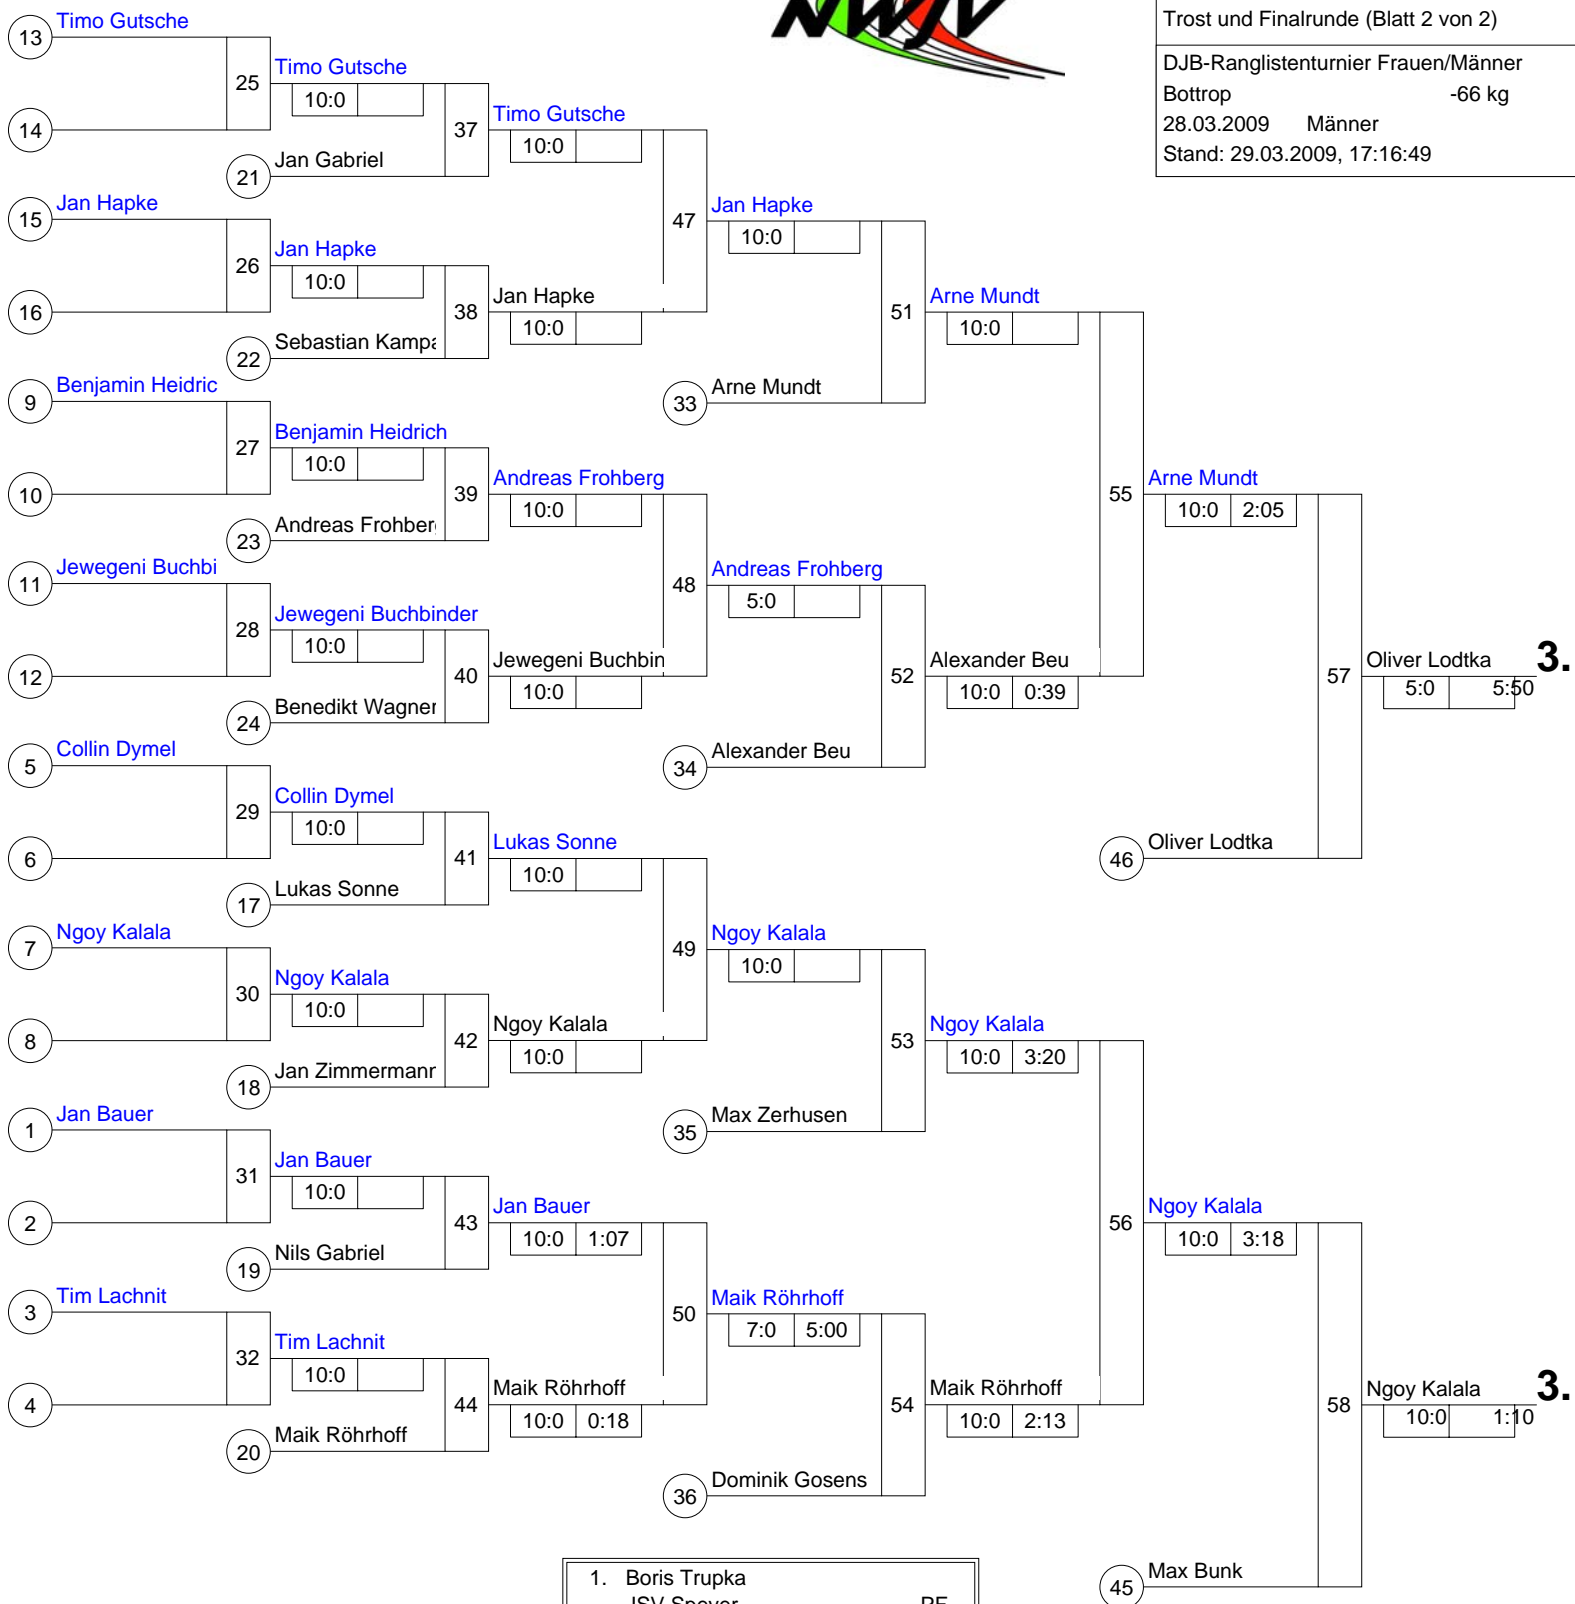 NWJV
Trost und Finalrunde (Blatt 2 von 2)
DJB-Ranglistenturnier Frauen/Männer
Bottrop -66 kg
28.03.2009 Männer
Stand: 29.03.2009, 17:16:49
13 Timo Gutsche
25 Timo Gutsche
10:0
14
37 Timo Gutsche
10:0
21 Jan Gabriel
15 Jan Hapke
47 Jan Hapke
10:0
26 Jan Hapke
10:0
16
38 Jan Hapke
10:0
22 Sebastian Kampa
51 Arne Mundt
10:0
9 Benjamin Heidric
33 Arne Mundt
27 Benjamin Heidrich
10:0
10
39 Andreas Frohberg
10:0
23 Andreas Frohber
55 Arne Mundt
10:0 2:05
11 Jewegeni Buchbi
48 Andreas Frohberg
5:0
28 Jewegeni Buchbinder
10:0
12
40 Jewegeni Buchbin
10:0
24 Benedikt Wagner
52 Alexander Beu
10:0 0:39
57 Oliver Lodtka 3.
5:0 5:50
5 Collin Dymel
34 Alexander Beu
29 Collin Dymel
10:0
6
41 Lukas Sonne
10:0
46 Oliver Lodtka
17 Lukas Sonne
7 Ngoy Kalala
49 Ngoy Kalala
10:0
30 Ngoy Kalala
10:0
8
42 Ngoy Kalala
10:0
18 Jan Zimmermann
53 Ngoy Kalala
10:0 3:20
1 Jan Bauer
35 Max Zerhusen
31 Jan Bauer
10:0
2
43 Jan Bauer
10:0 1:07
19 Nils Gabriel
56 Ngoy Kalala
10:0 3:18
3 Tim Lachnit
50 Maik Röhrhoff
7:0 5:00
32 Tim Lachnit
10:0
4
44 Maik Röhrhoff
10:0 0:18
20 Maik Röhrhoff
54 Maik Röhrhoff
10:0 2:13
58 Ngoy Kalala 3.
10:0 1:10
36 Dominik Gosens
45 Max Bunk
1. Boris Trupka
JSV Speyer